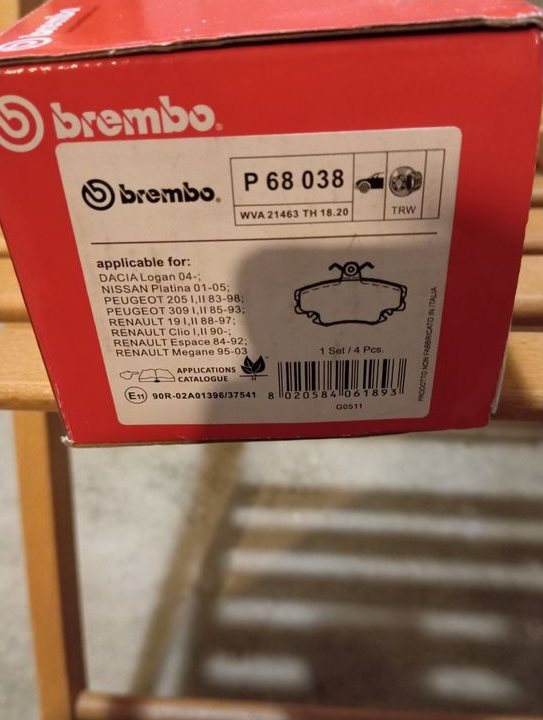 brembo
brembo.
brembo.
P 68 038
WVA 21463 TH 18.20
TRW
applicable for:
DACIA Logan 04-;
NISSAN Platina 01-05;
PEUGEOT 205 I,II 83-98;
PEUGEOT 309 I,II 85-93;
RENAULT 19 I,II 88-97;
RENAULT Clio I,II 90-;
RENAULT Espace 84-92;
RENAULT Megane 95-03
1 Set / 4 Pcs.
PRODOTTO NON FABBRICATO IN ITALIA
APPLICATIONS
CATALOGUE
E11 90R-02A01396/37541
8 020584 061893
G0511